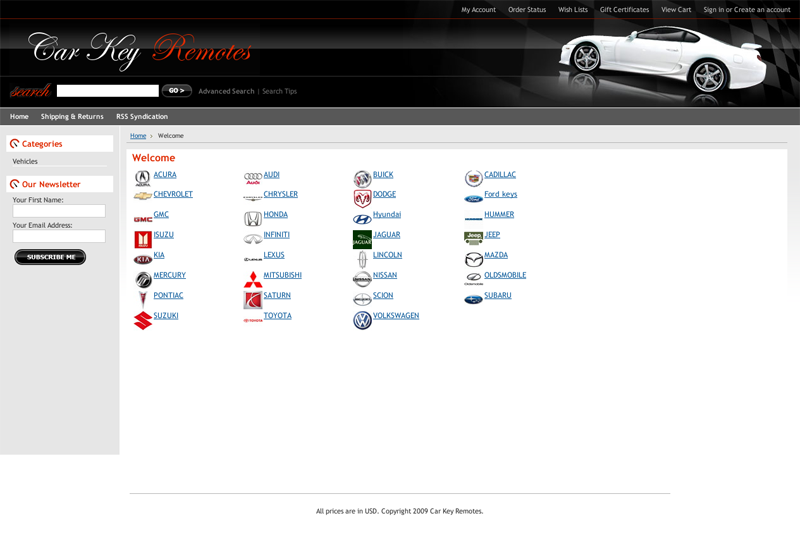 My Account Order Status Wish Lists Gift Certificates View Cart Sign in or Create an account
Car Key Remotes
search GO > Advanced Search | Search Tips
Home Shipping & Returns RSS Syndication
Categories
Vehicles
Our Newsletter
Your First Name:
Your Email Address:
SUBSCRIBE ME
Home Welcome
Welcome
ACURA AUDI BUICK CADILLAC
CHEVROLET CHRYSLER DODGE Ford keys
GMC HONDA Hyundai HUMMER
ISUZU INFINITI JAGUAR JEEP
KIA LEXUS LINCOLN MAZDA
MERCURY MITSUBISHI NISSAN OLDSMOBILE
PONTIAC SATURN SCION SUBARU
SUZUKI TOYOTA VOLKSWAGEN
All prices are in USD. Copyright 2009 Car Key Remotes.